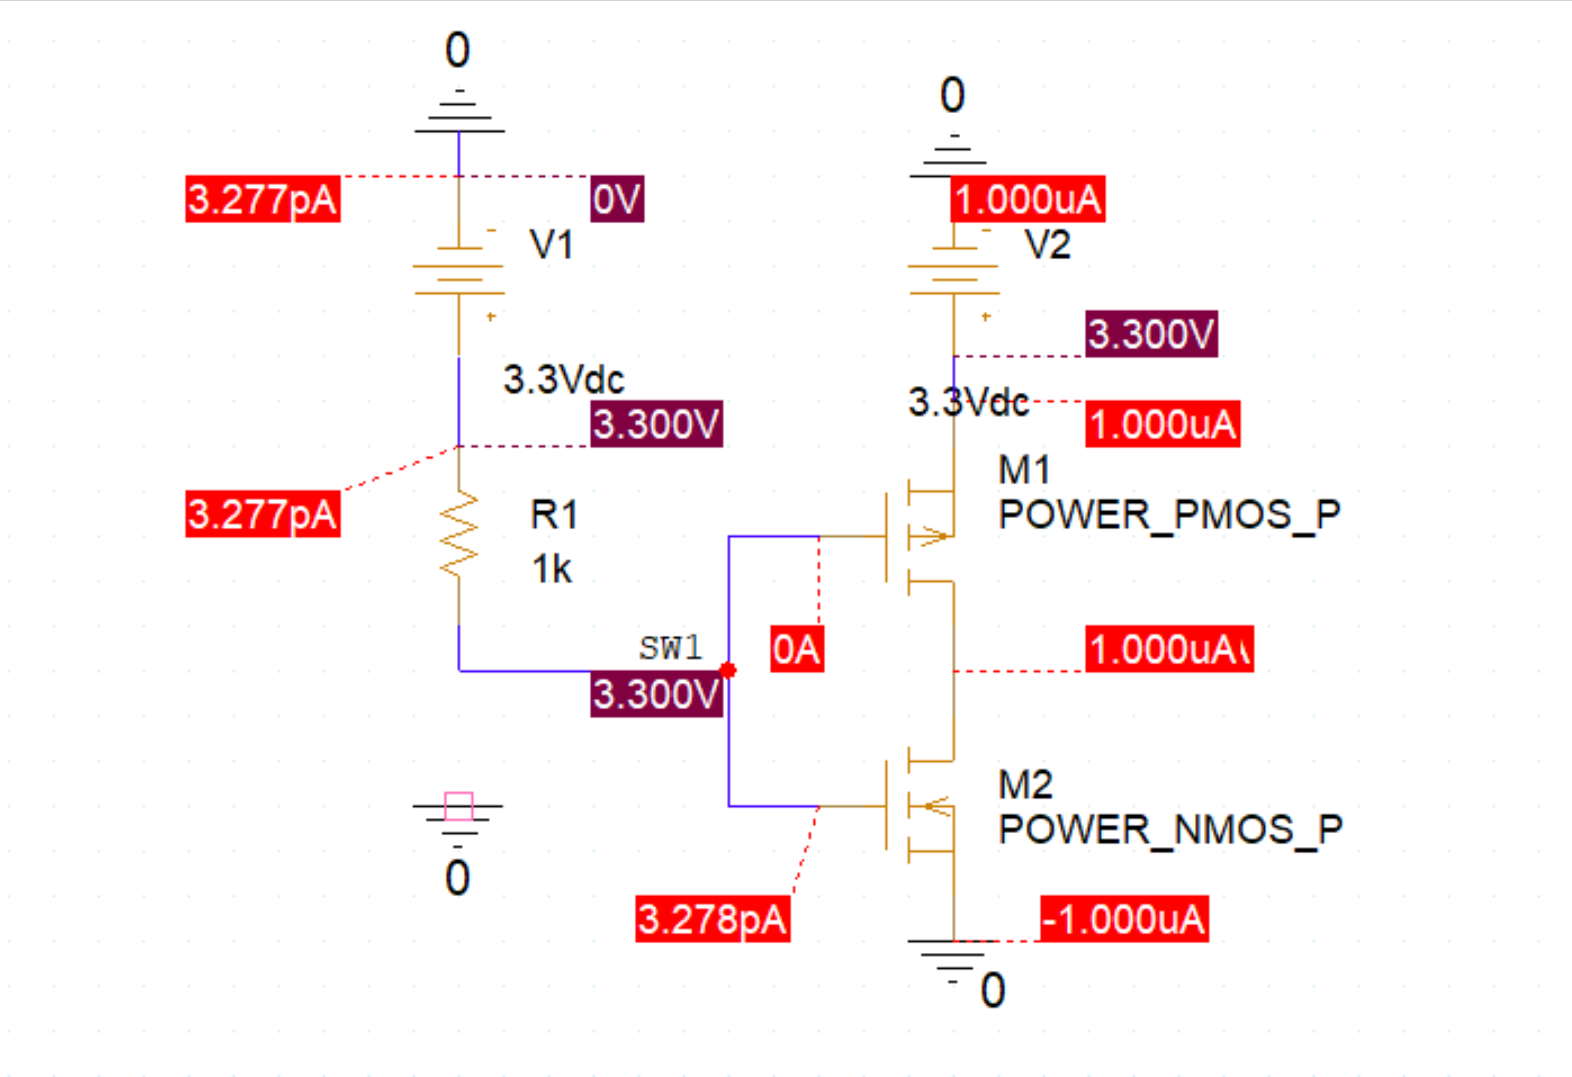 0
0
3.277pA
0V
1.000uA
-
V1
-
V2
+
+
3.300V
3.3Vdc
3.3Vdc
3.300V
1.000uA
M1
3.277pA
R1
POWER_PMOS_P
1k
SW1
0A
1.000uA
3.300V
M2
POWER_NMOS_P
0
3.278pA
-1.000uA
0